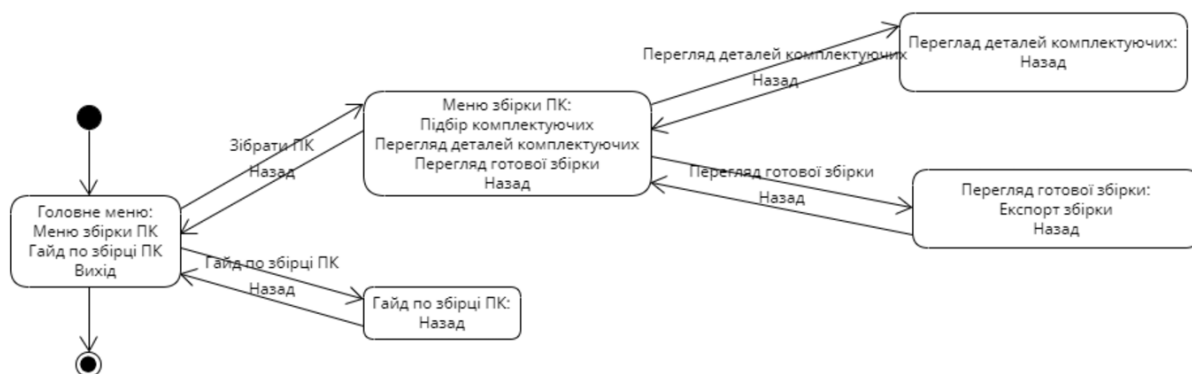 Перегляд деталей комплектуючих
Назад
Переглад деталей комплектуючих:
Назад
Меню збірки ПК:
Підбір комплектуючих
Перегляд деталей комплектуючих
Перегляд готової збірки
Назад
Зібрати ПК
Назад
Перегляд готової збірки
Назад
Перегляд готової збірки:
Експорт збірки
Назад
Головне меню:
Меню збірки ПК
Гайд по збірці ПК
Вихід
Гайд по збірці ПК
Назад
Гайд по збірці ПК:
Назад